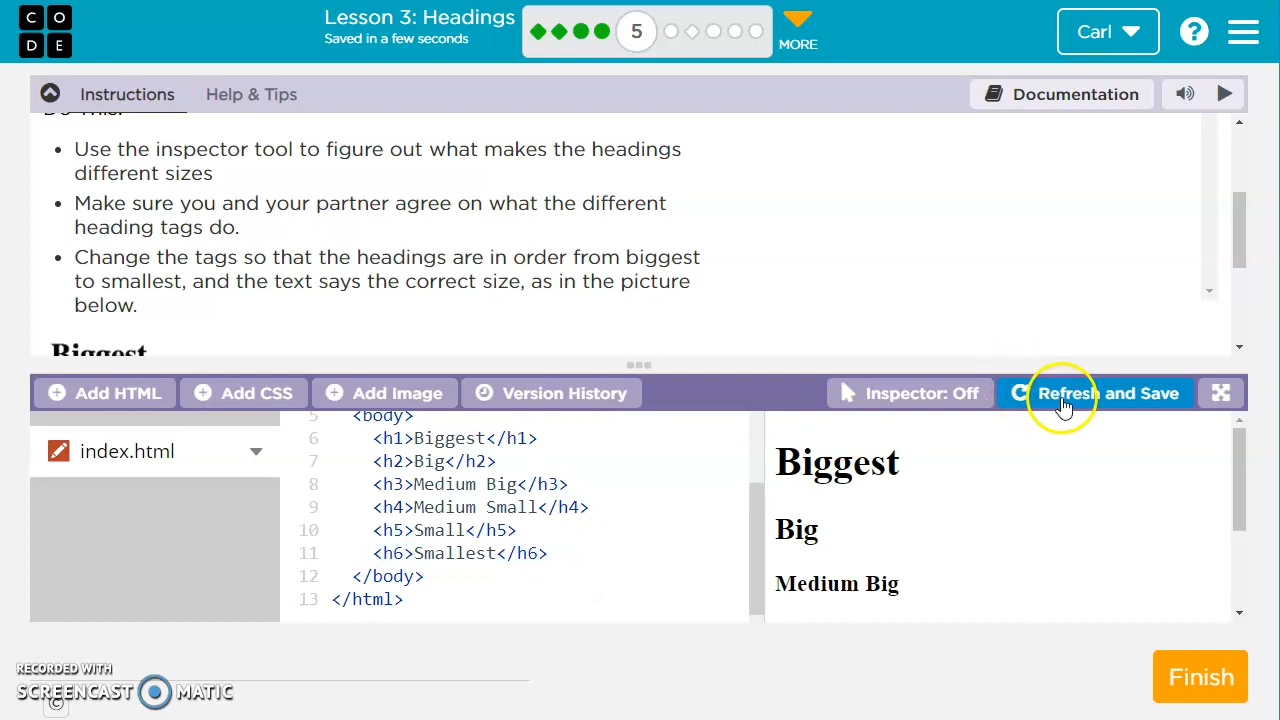 C O
D E
Lesson 3: Headings
Saved in a few seconds
5
MORE
Carl
?
Instructions
Help & Tips
Documentation
Do This:
Use the inspector tool to figure out what makes the headings
different sizes
Make sure you and your partner agree on what the different
heading tags do.
Change the tags so that the headings are in order from biggest
to smallest, and the text says the correct size, as in the picture
below.
Biggest
Add HTML
Add CSS
Add Image
Version History
Inspector: Off
Refresh and Save
index.html
5 <body>
6 <h1>Biggest</h1>
7 <h2>Big</h2>
8 <h3>Medium Big</h3>
9 <h4>Medium Small</h4>
10 <h5>Small</h5>
11 <h6>Smallest</h6>
12 </body>
13 </html>
Biggest
Big
Medium Big
Finish
RECORDED WITH
SCREENCAST MATIC
©